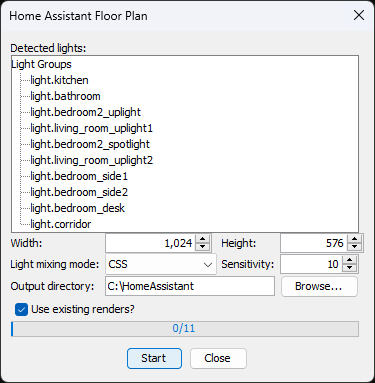 Home Assistant Floor Plan
Detected lights:
Light Groups
light.kitchen
light.bathroom
light.bedroom2_uplight
light.living_room_uplight1
light.bedroom2_spotlight
light.living_room_uplight2
light.bedroom_side1
light.bedroom_side2
light.bedroom_desk
light.corridor
Width: 1,024 Height: 576
Light mixing mode: CSS Sensitivity: 10
Output directory: C:\HomeAssistant Browse...
Use existing renders?
0/11
Start Close